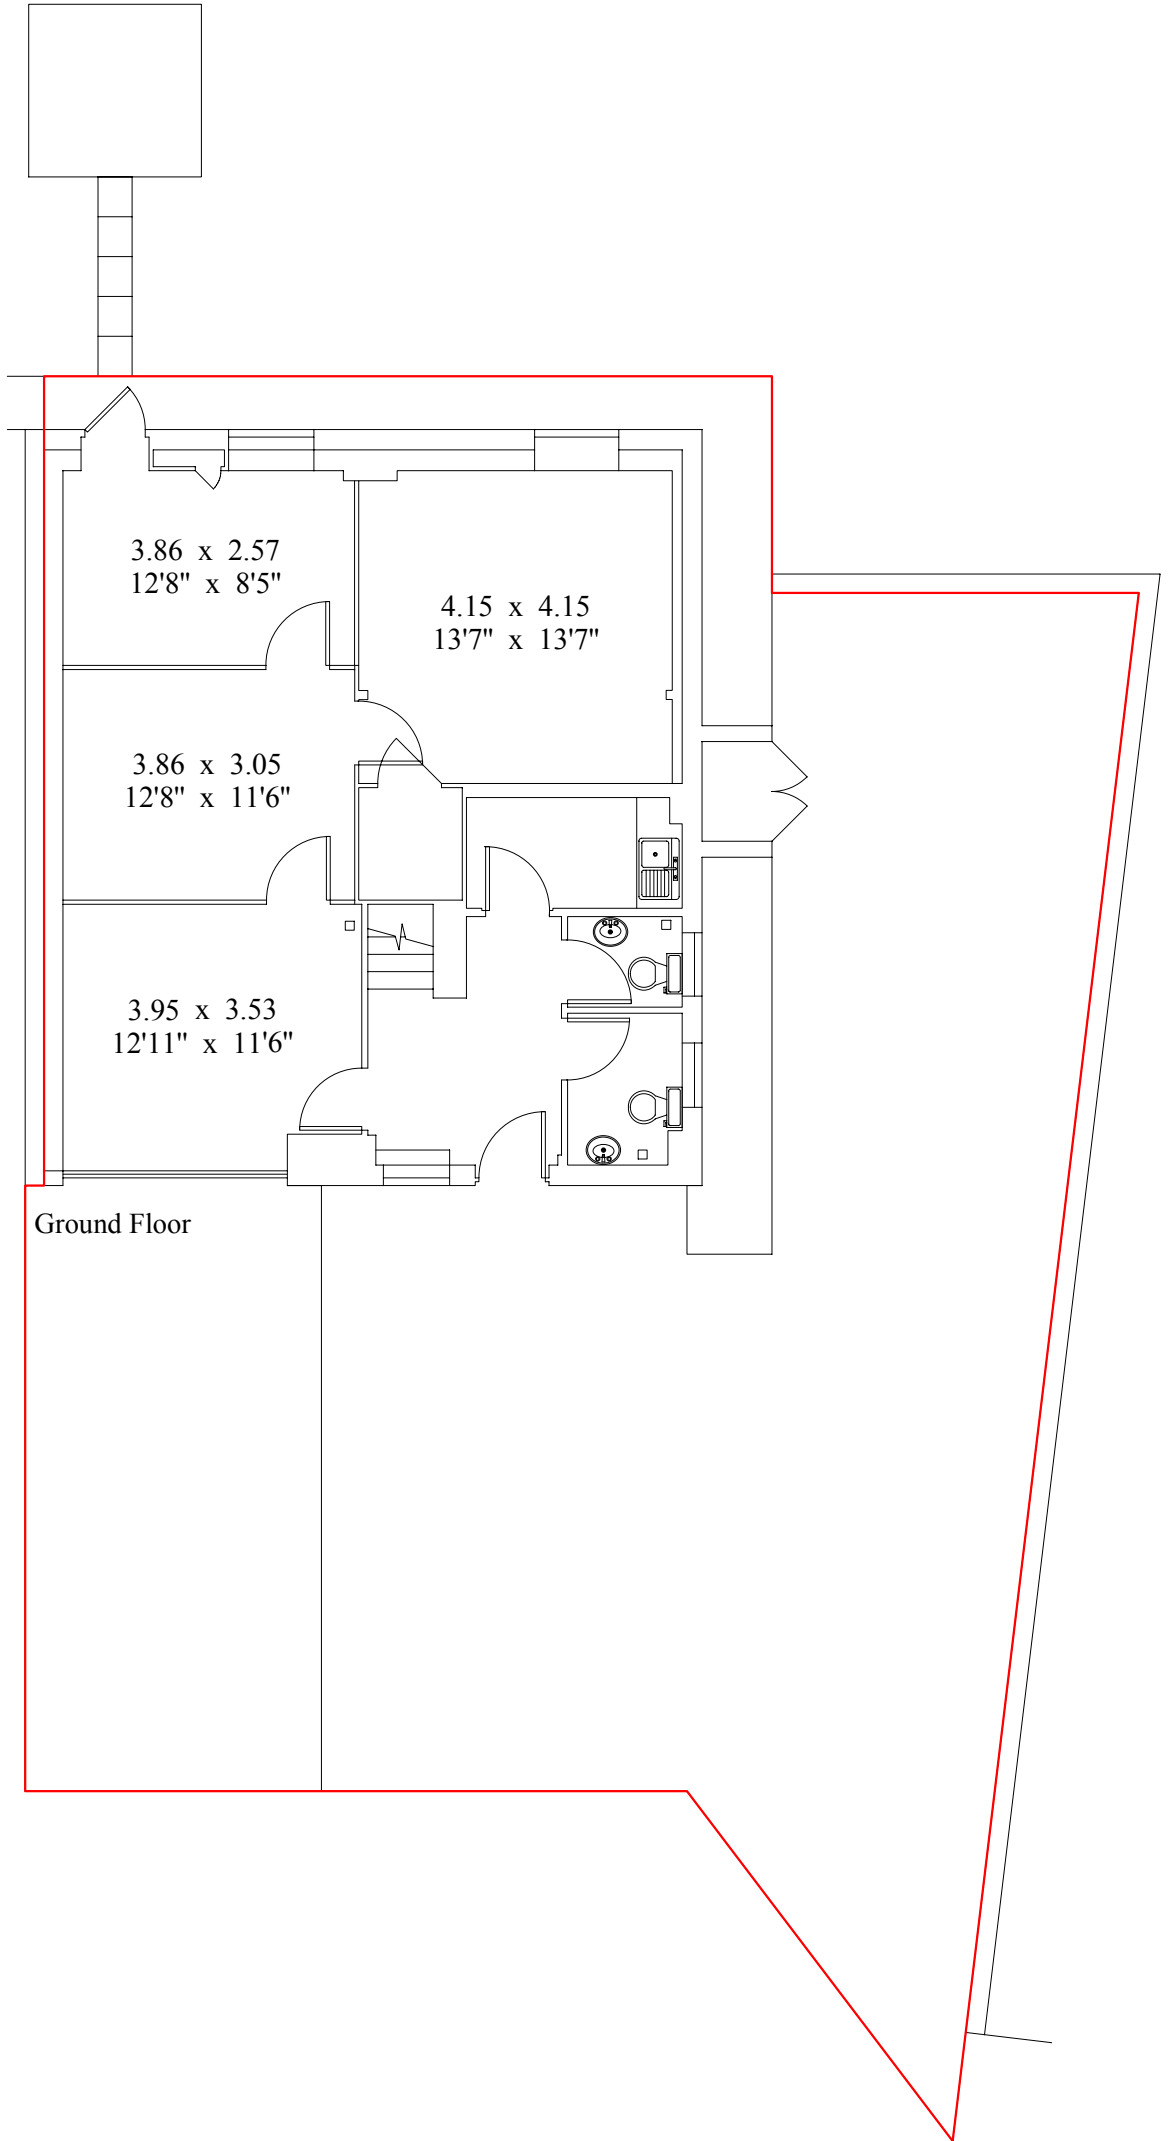 3.86 x 2.57
12'8" x 8'5"
4.15 x 4.15
13'7" x 13'7"
3.86 x 3.05
12'8" x 11'6"
3.95 x 3.53
12'11" x 11'6"
Ground Floor